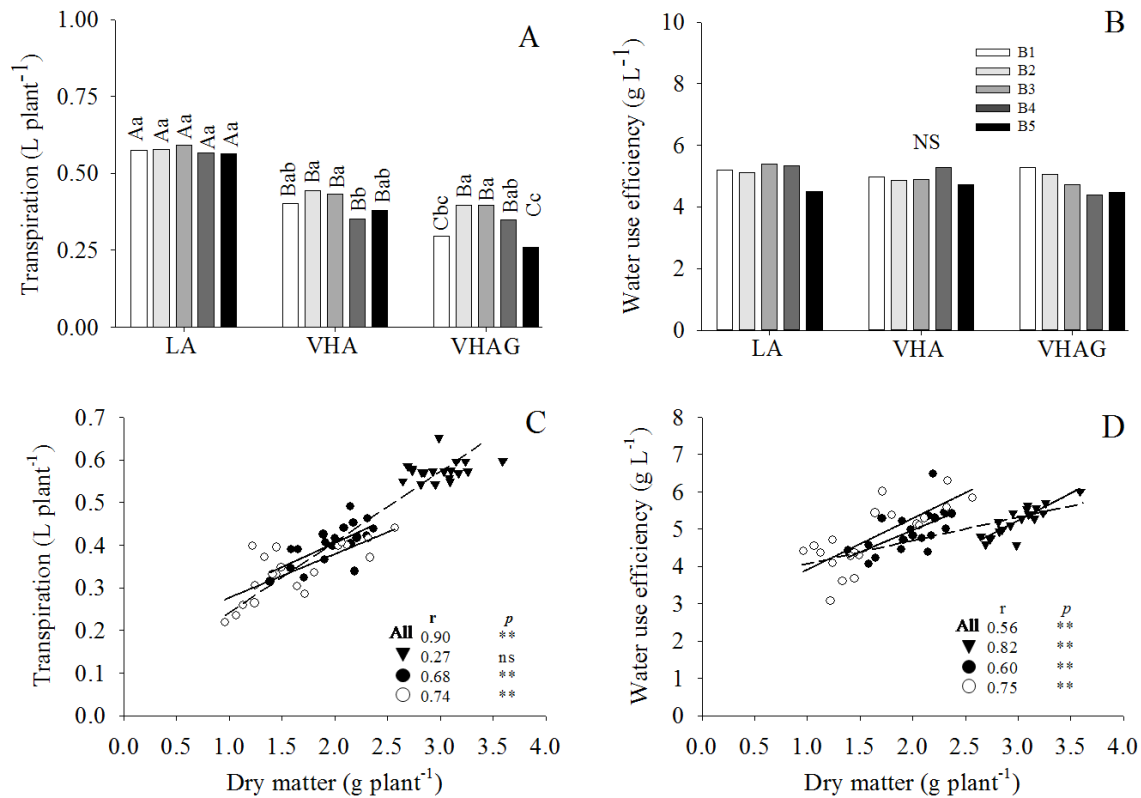 A
Transpiration (L plant⁻¹)
1.00
0.75
0.50
0.25
0.00
Aa Aa Aa Aa Aa
Bab Ba Ba Bb Bab
Cbc Ba Ba Bab Cc
LA VHA VHAG
B
Water use efficiency (g L⁻¹)
10
8
6
4
2
0
B1
B2
B3
B4
B5
NS
LA VHA VHAG
C
Transpiration (L plant⁻¹)
0.7
0.6
0.5
0.4
0.3
0.2
0.1
0.0
r p
All 0.90 **
0.27 ns
0.68 **
0.74 **
0.0 0.5 1.0 1.5 2.0 2.5 3.0 3.5 4.0
Dry matter (g plant⁻¹)
D
Water use efficiency (g L⁻¹)
8
7
6
5
4
3
2
1
0
r p
All 0.56 **
0.82 **
0.60 **
0.75 **
0.0 0.5 1.0 1.5 2.0 2.5 3.0 3.5 4.0
Dry matter (g plant⁻¹)